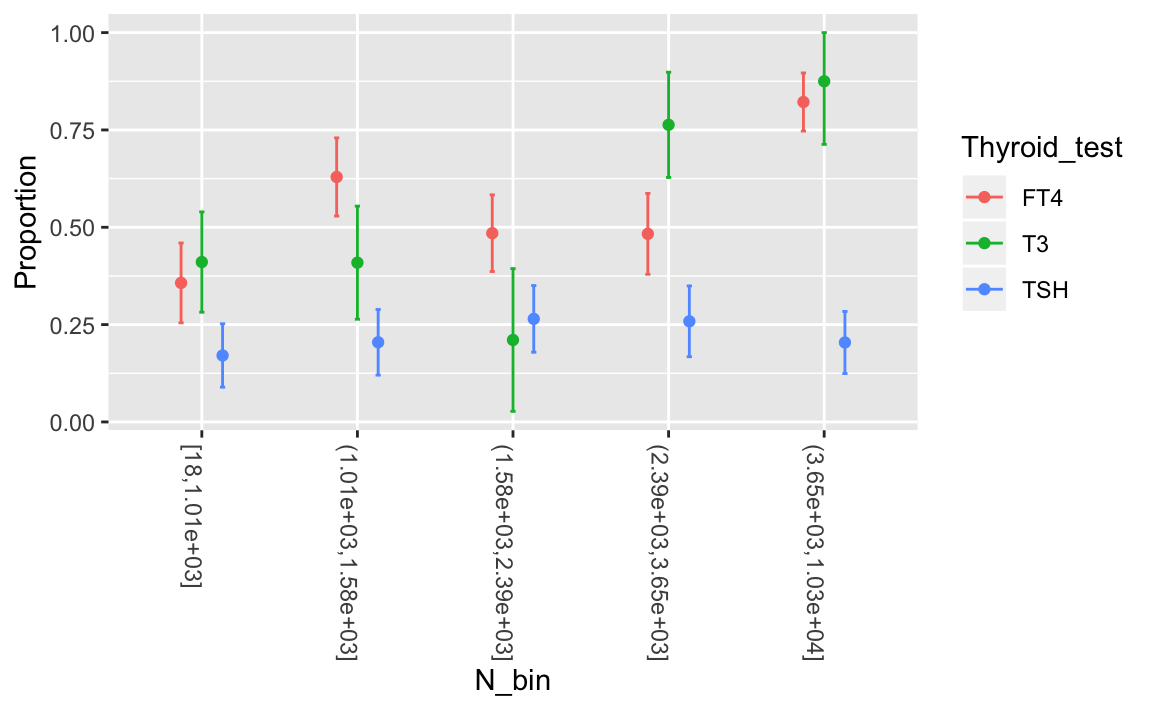 1.00
0.75
0.50
0.25
0.00
Proportion
[18,1.01e+03]
(1.01e+03,1.58e+03]
(1.58e+03,2.39e+03]
(2.39e+03,3.65e+03]
(3.65e+03,1.03e+04]
N_bin
Thyroid_test
FT4
T3
TSH